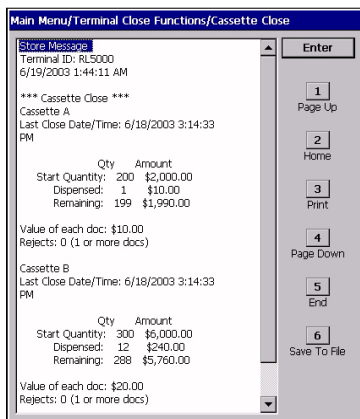 Main Menu/Terminal Close Functions/Cassette Close
Store Message
Terminal ID: RL5000
6/19/2003 1:44:11 AM
*** Cassette Close ***
Cassette A
Last Close Date/Time: 6/18/2003 3:14:33
PM
Qty Amount
Start Quantity: 200 $2,000.00
Dispensed: 1 $10.00
Remaining: 199 $1,990.00
Value of each doc: $10.00
Rejects: 0 (1 or more docs)
Cassette B
Last Close Date/Time: 6/18/2003 3:14:33
PM
Qty Amount
Start Quantity: 300 $6,000.00
Dispensed: 12 $240.00
Remaining: 288 $5,760.00
Value of each doc: $20.00
Rejects: 0 (1 or more docs)
Enter
1
Page Up
2
Home
3
Print
4
Page Down
5
End
6
Save To File